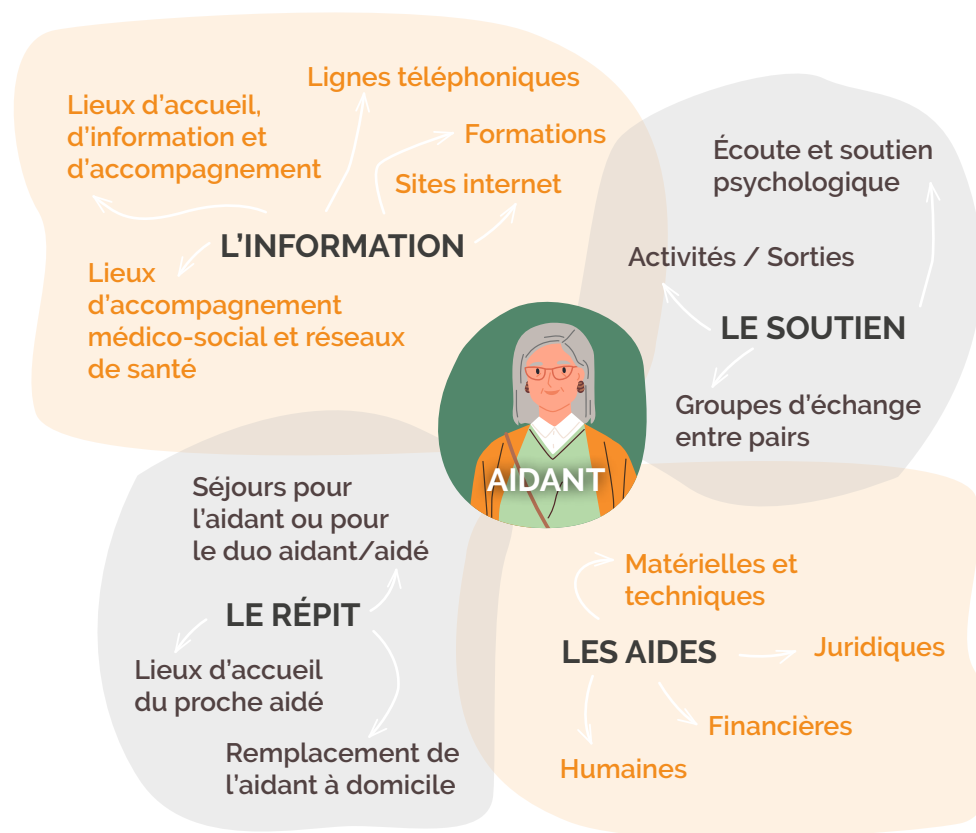 Lignes téléphoniques
Lieux d'accueil,
d'information et
d'accompagnement
Formations
Sites internet
L'INFORMATION
Lieux
d'accompagnement
médico-social et réseaux
de santé
Écoute et soutien
psychologique
Activités / Sorties
LE SOUTIEN
Groupes d'échange
entre pairs
AIDANT
Séjours pour
l'aidant ou pour
le duo aidant/aidé
LE RÉPIT
Lieux d'accueil
du proche aidé
Remplacement de
l'aidant à domicile
Matérielles et
techniques
LES AIDES
Juridiques
Financières
Humaines